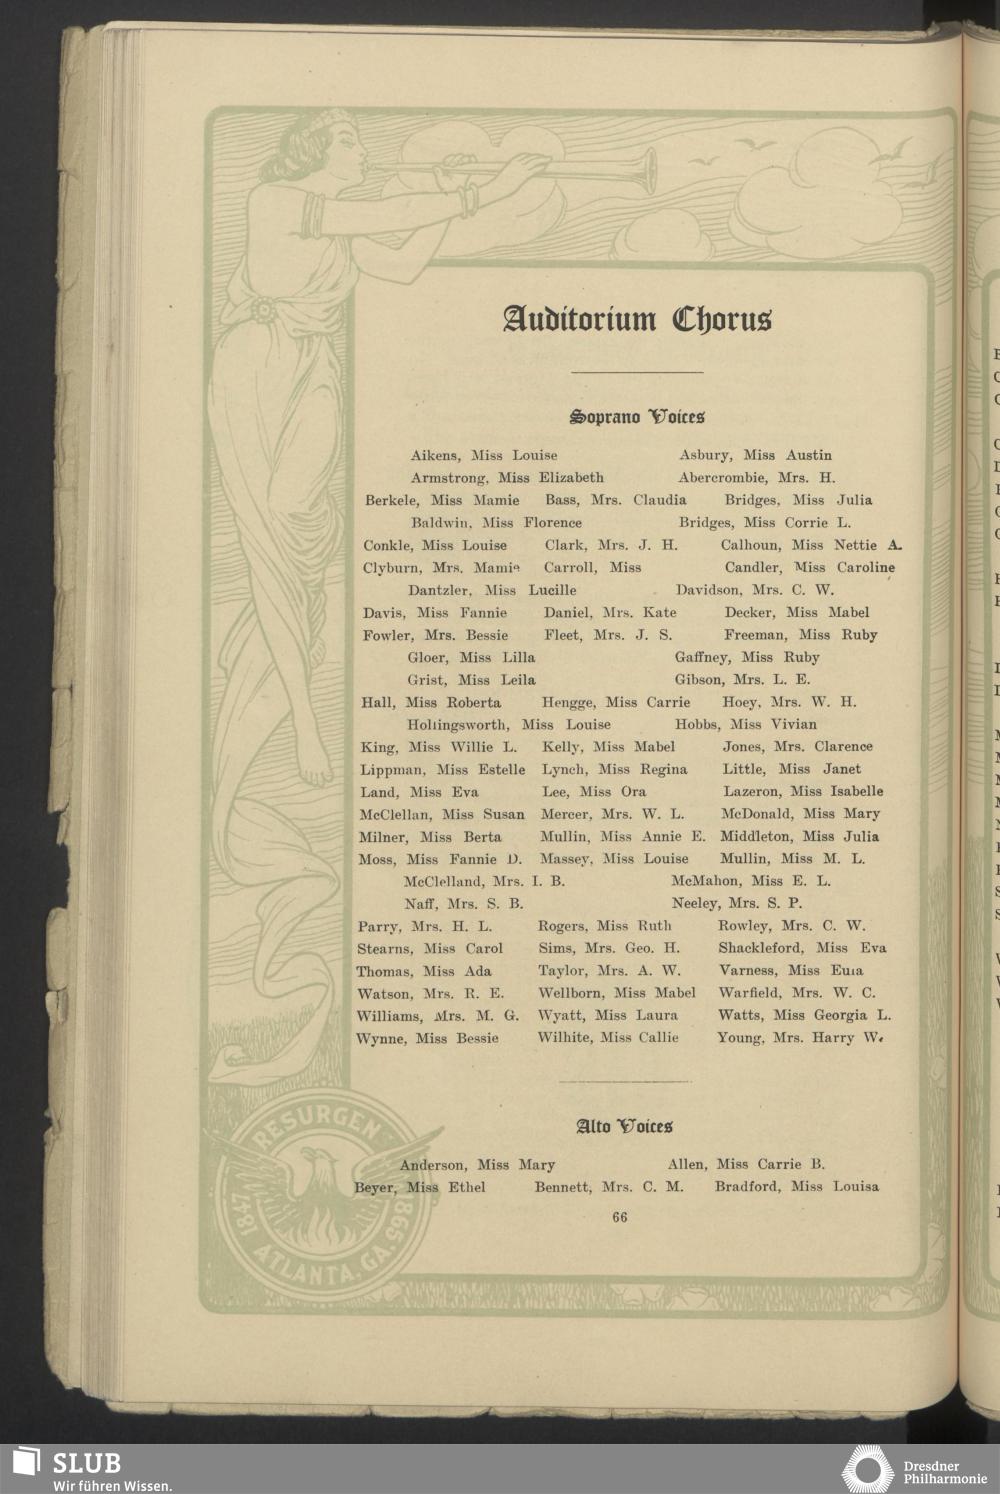 Auditorium Chorus
Soprano Voices
Aikens, Miss Louise Asbury, Miss Austin
Armstrong, Miss Elizabeth Abercrombie, Mrs. H.
Berkele, Miss Mamie Bass, Mrs. Claudia Bridges, Miss Julia
Baldwin, Miss Florence Bridges, Miss Corrie L.
Conkle, Miss Louise Clark, Mrs. J. H. Calhoun, Miss Nettie A.
Clyburn, Mrs. Mamie Carroll, Miss Candler, Miss Caroline
Dantzler, Miss Lucille Davidson, Mrs. C. W.
Davis, Miss Fannie Daniel, Mrs. Kate Decker, Miss Mabel
Fowler, Mrs. Bessie Fleet, Mrs. J. S. Freeman, Miss Ruby
Gloer, Miss Lilla Gaffney, Miss Ruby
Grist, Miss Leila Gibson, Mrs. L. E.
Hall, Miss Roberta Hengge, Miss Carrie Hoey, Mrs. W. H.
Hollingsworth, Miss Louise Hobbs, Miss Vivian
King, Miss Willie L. Kelly, Miss Mabel Jones, Mrs. Clarence
Lippman, Miss Estelle Lynch, Miss Regina Little, Miss Janet
Land, Miss Eva Lee, Miss Ora Lazeron, Miss Isabelle
McClellan, Miss Susan Mercer, Mrs. W. L. McDonald, Miss Mary
Milner, Miss Berta Mullin, Miss Annie E. Middleton, Miss Julia
Moss, Miss Fannie D. Massey, Miss Louise Mullin, Miss M. L.
McClelland, Mrs. I. B. McMahon, Miss E. L.
Naff, Mrs. S. B. Neeley, Mrs. S. P.
Parry, Mrs. H. L. Rogers, Miss Ruth Rowley, Mrs. C. W.
Stearns, Miss Carol Sims, Mrs. Geo. H. Shackleford, Miss Eva
Thomas, Miss Ada Taylor, Mrs. A. W. Varness, Miss Eula
Watson, Mrs. R. E. Wellborn, Miss Mabel Warfield, Mrs. W. C.
Williams, Mrs. M. G. Wyatt, Miss Laura Watts, Miss Georgia L.
Wynne, Miss Bessie Wilhite, Miss Callie Young, Mrs. Harry W.
Alto Voices
Anderson, Miss Mary Allen, Miss Carrie B.
Beyer, Miss Ethel Bennett, Mrs. C. M. Bradford, Miss Louisa
66
RESURGENS
1847 ATLANTA, GA. 1865
SLUB
Wir führen Wissen.
Dresdner
Philharmonie